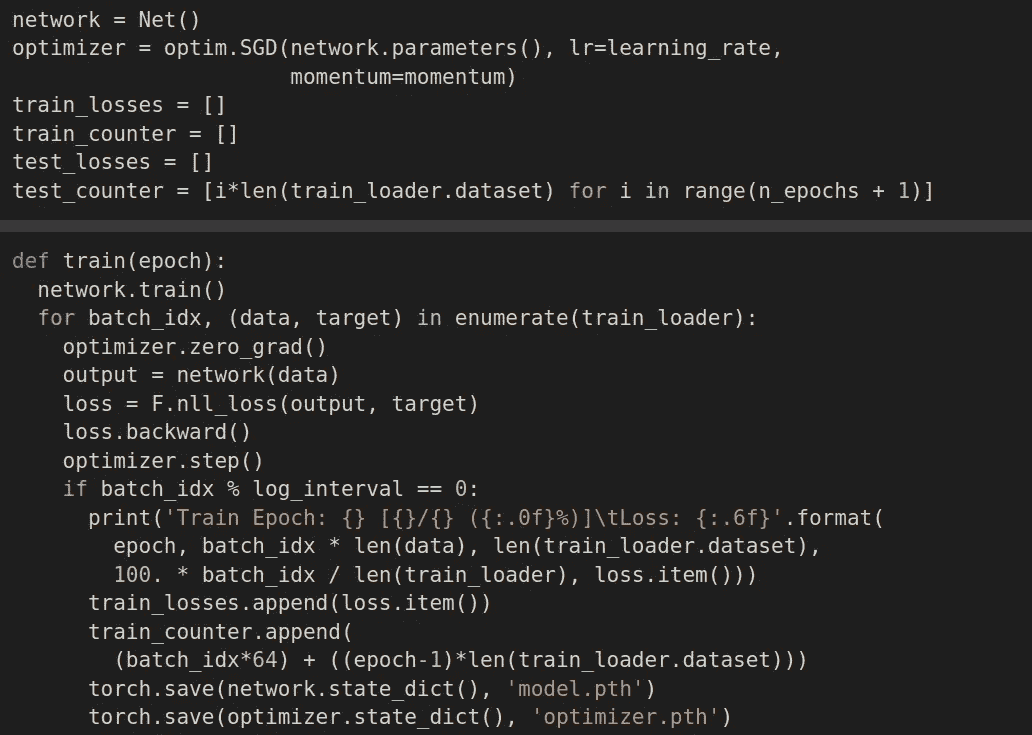 network = Net()
optimizer = optim.SGD(network.parameters(), lr=learning_rate,
                      momentum=momentum)
train_losses = []
train_counter = []
test_losses = []
test_counter = [i*len(train_loader.dataset) for i in range(n_epochs + 1)]
def train(epoch):
  network.train()
  for batch_idx, (data, target) in enumerate(train_loader):
    optimizer.zero_grad()
    output = network(data)
    loss = F.nll_loss(output, target)
    loss.backward()
    optimizer.step()
    if batch_idx % log_interval == 0:
      print('Train Epoch: {} [{}/{} ({:.0f}%)]\tLoss: {:.6f}'.format(
        epoch, batch_idx * len(data), len(train_loader.dataset),
        100. * batch_idx / len(train_loader), loss.item()))
      train_losses.append(loss.item())
      train_counter.append(
        (batch_idx*64) + ((epoch-1)*len(train_loader.dataset)))
      torch.save(network.state_dict(), 'model.pth')
      torch.save(optimizer.state_dict(), 'optimizer.pth')